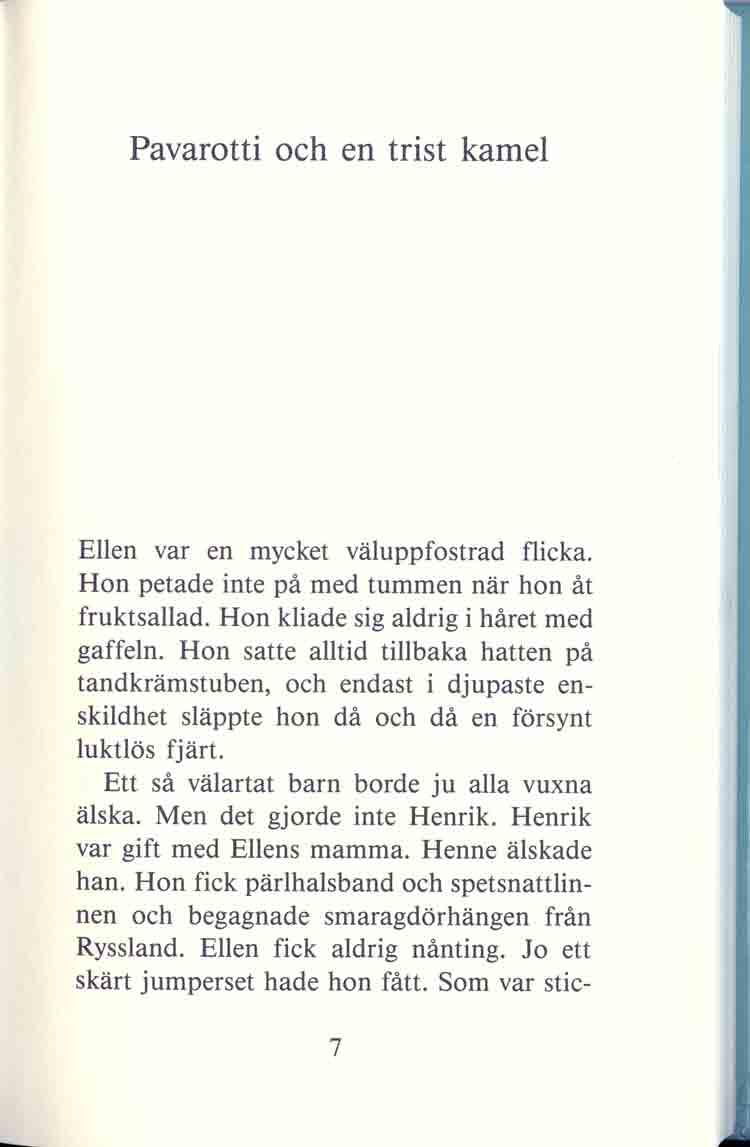 Pavarotti och en trist kamel
Ellen var en mycket väluppfostrad flicka.
Hon petade inte på med tummen när hon åt
fruktsallad. Hon kliade sig aldrig i håret med
gaffeln. Hon satte alltid tillbaka hatten på
tandkrämstuben, och endast i djupaste en-
skildhet släppte hon då och då en försynt
luktlös fjärt.
Ett så välartat barn borde ju alla vuxna
älska. Men det gjorde inte Henrik. Henrik
var gift med Ellens mamma. Henne älskade
han. Hon fick pärlhalsband och spetsnattlin-
nen och begagnade smaragdörhängen från
Ryssland. Ellen fick aldrig nånting. Jo ett
skärt jumperset hade hon fått. Som var stic-
7